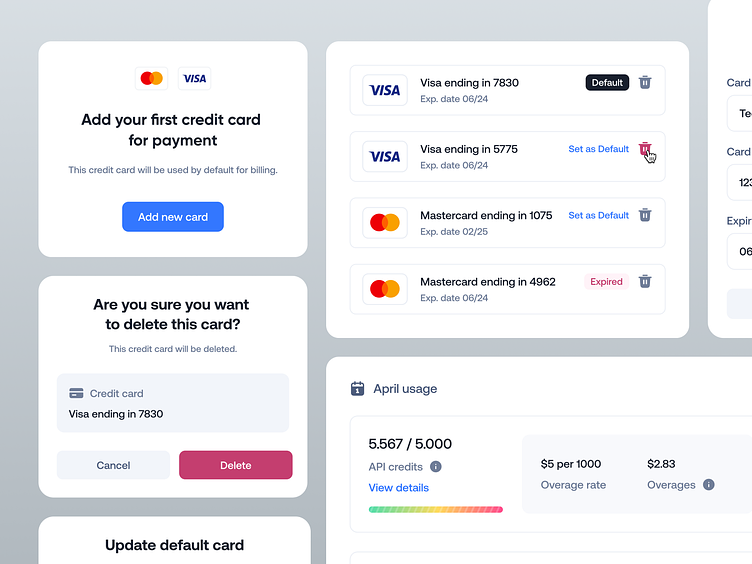 VISA
Add your first credit card
for payment
This credit card will be used by default for billing.
Add new card
Are you sure you want
to delete this card?
This credit card will be deleted.
Credit card
Visa ending in 7830
Cancel
Delete
Update default card
VISA
Visa ending in 7830
Exp. date 06/24
Default
VISA
Visa ending in 5775
Exp. date 06/24
Set as Default
Mastercard ending in 1075
Exp. date 02/25
Set as Default
Mastercard ending in 4962
Exp. date 06/24
Expired
1
April usage
5.567 / 5.000
API credits
View details
$5 per 1000
Overage rate
$2.83
Overages
Card
Te
Card
123
Expir
06